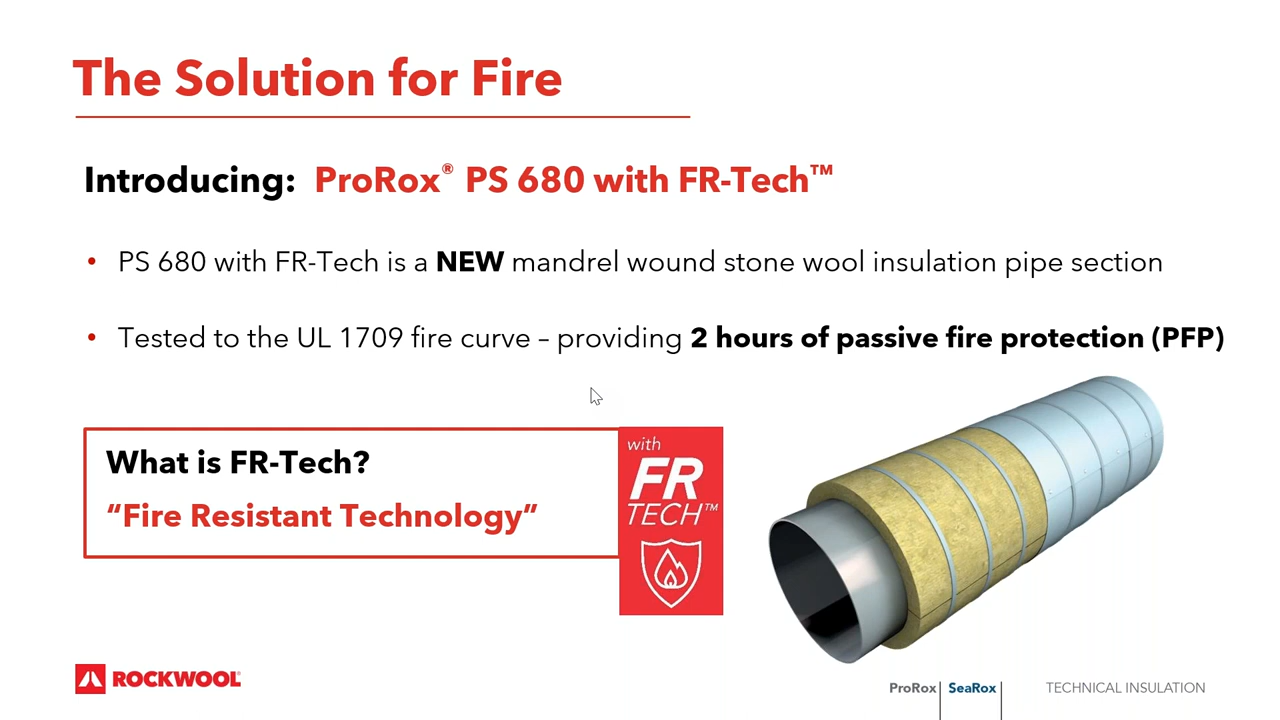 The Solution for Fire
Introducing: ProRox® PS 680 with FR-Tech™
• PS 680 with FR-Tech is a NEW mandrel wound stone wool insulation pipe section
• Tested to the UL 1709 fire curve – providing 2 hours of passive fire protection (PFP)
What is FR-Tech?
“Fire Resistant Technology”
with
FR
TECH™
ROCKWOOL®
ProRox SeaRox TECHNICAL INSULATION